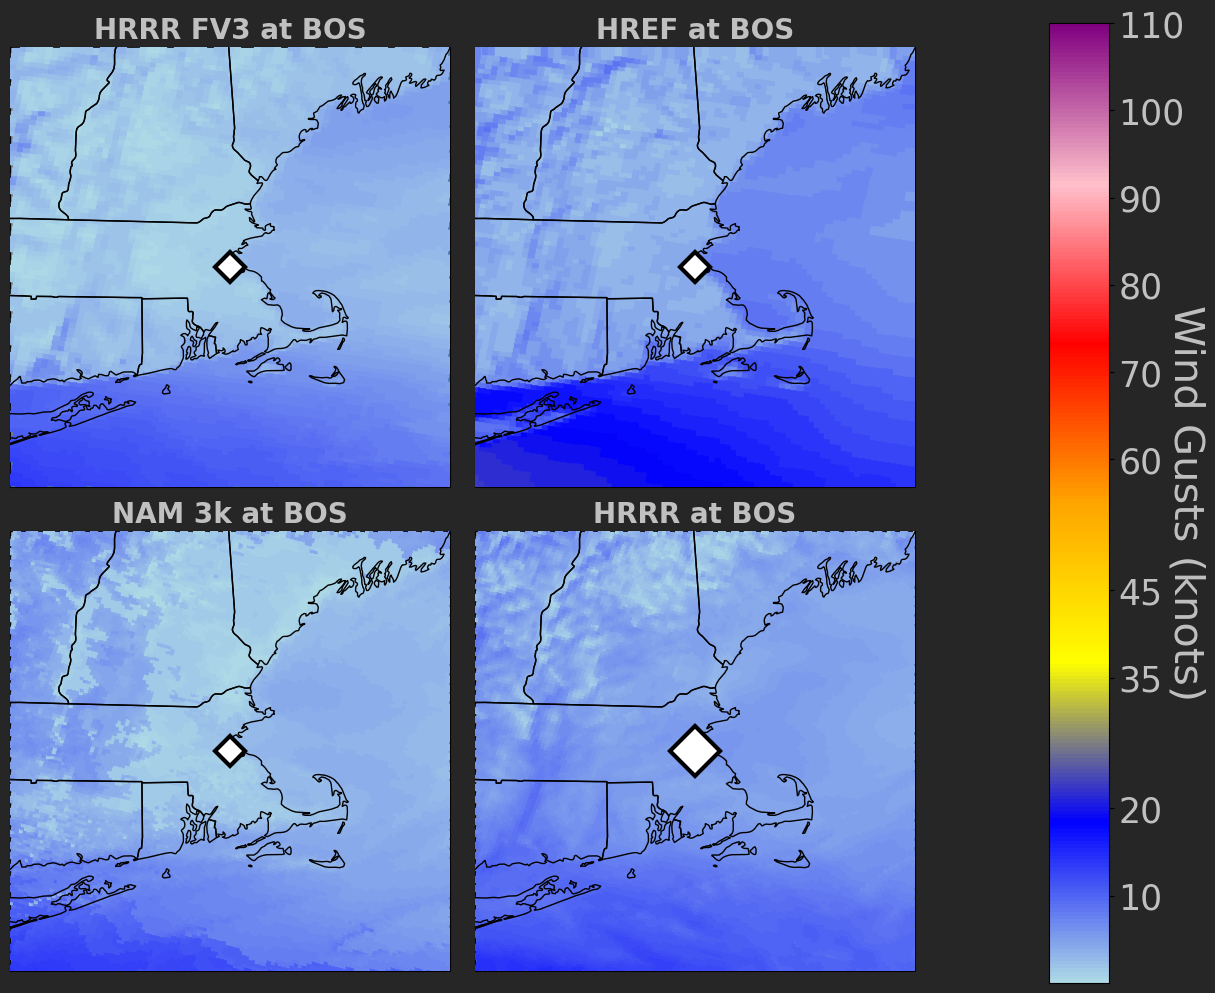 HRRR FV3 at BOS
HREF at BOS
NAM 3k at BOS
HRRR at BOS
110
100
90
80
70
60
45
35
20
10
Wind Gusts (knots)